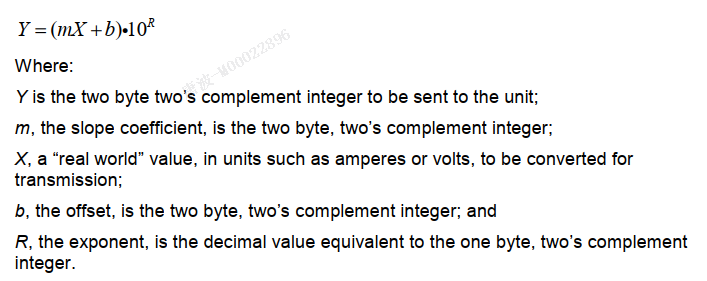 Y = (mX + b)•10^R
Where:
Y is the two byte two's complement integer to be sent to the unit;
m, the slope coefficient, is the two byte, two's complement integer;
X, a “real world” value, in units such as amperes or volts, to be converted for
transmission;
b, the offset, is the two byte, two's complement integer; and
R, the exponent, is the decimal value equivalent to the one byte, two's complement
integer.
波-M00022896